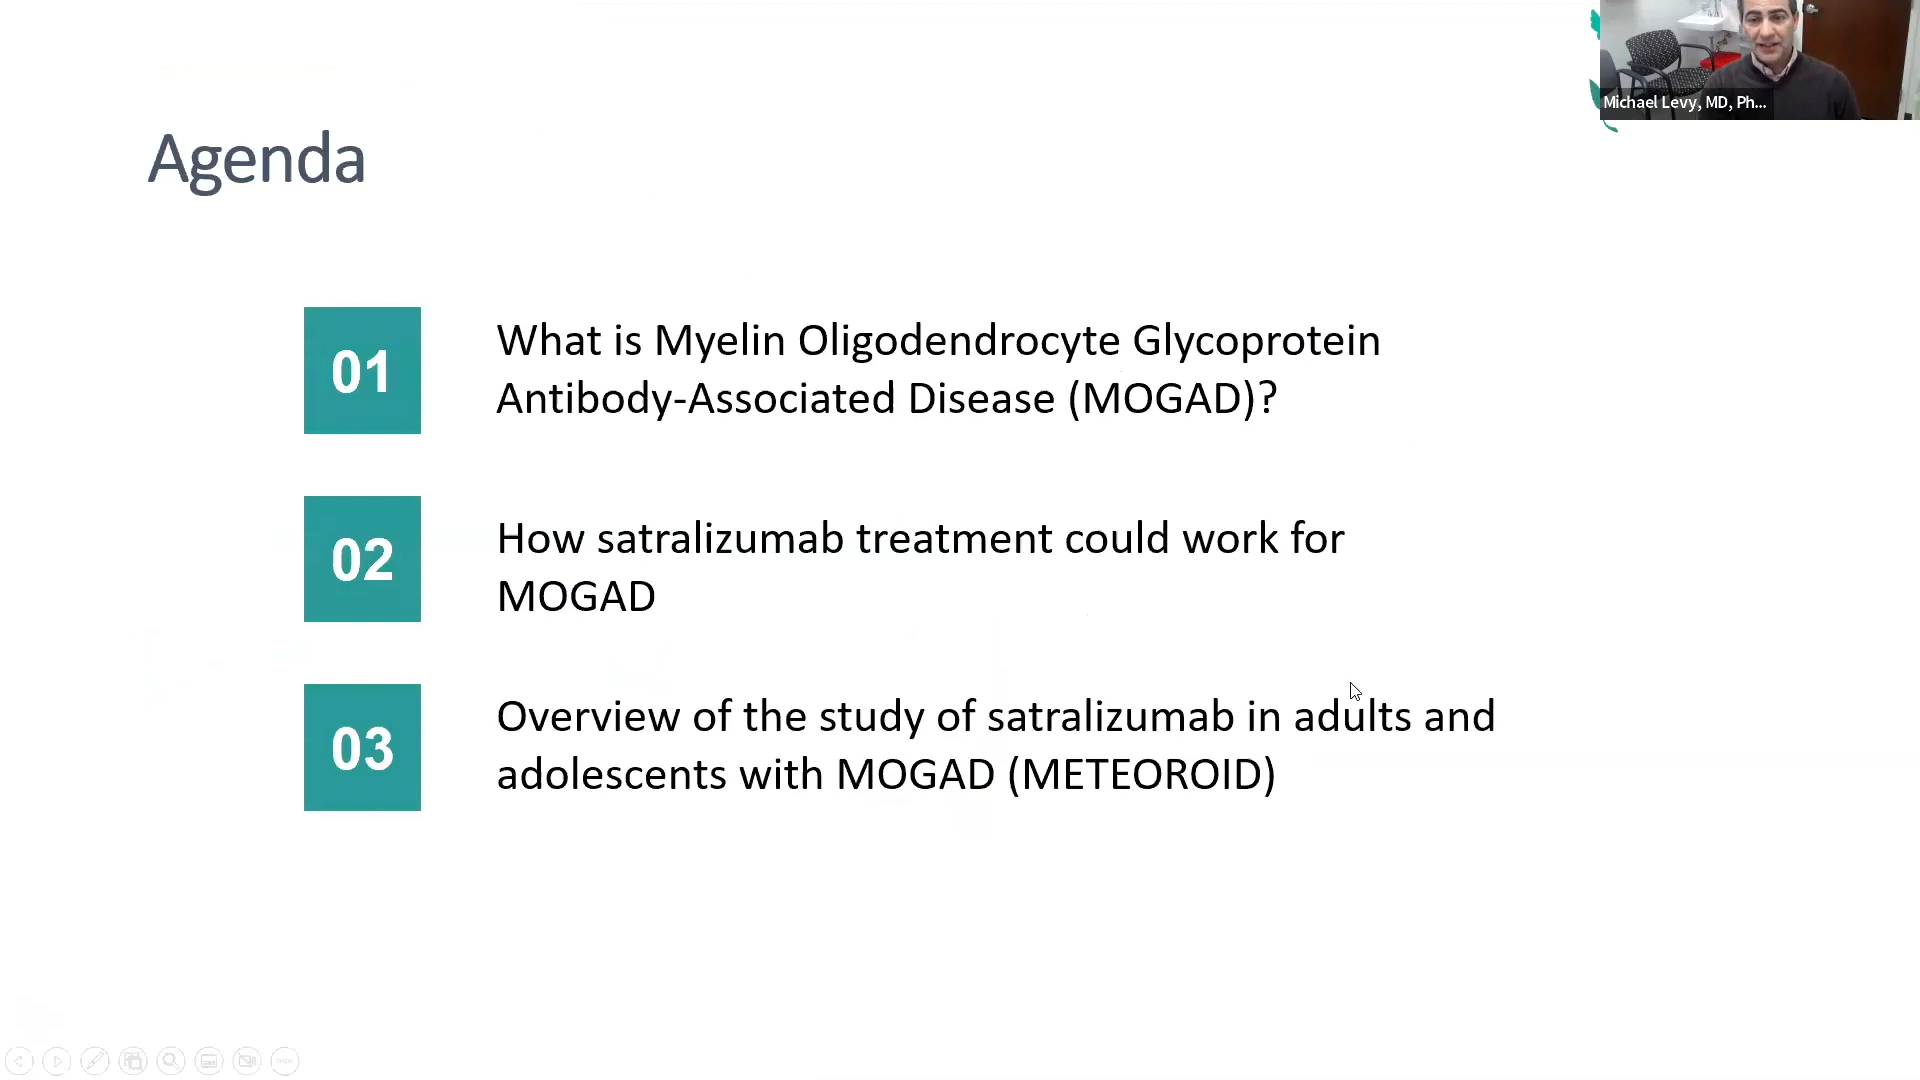 Michael Levy, MD, Ph...
Agenda
01
What is Myelin Oligodendrocyte Glycoprotein
Antibody-Associated Disease (MOGAD)?
02
How satralizumab treatment could work for
MOGAD
03
Overview of the study of satralizumab in adults and
adolescents with MOGAD (METEOROID)